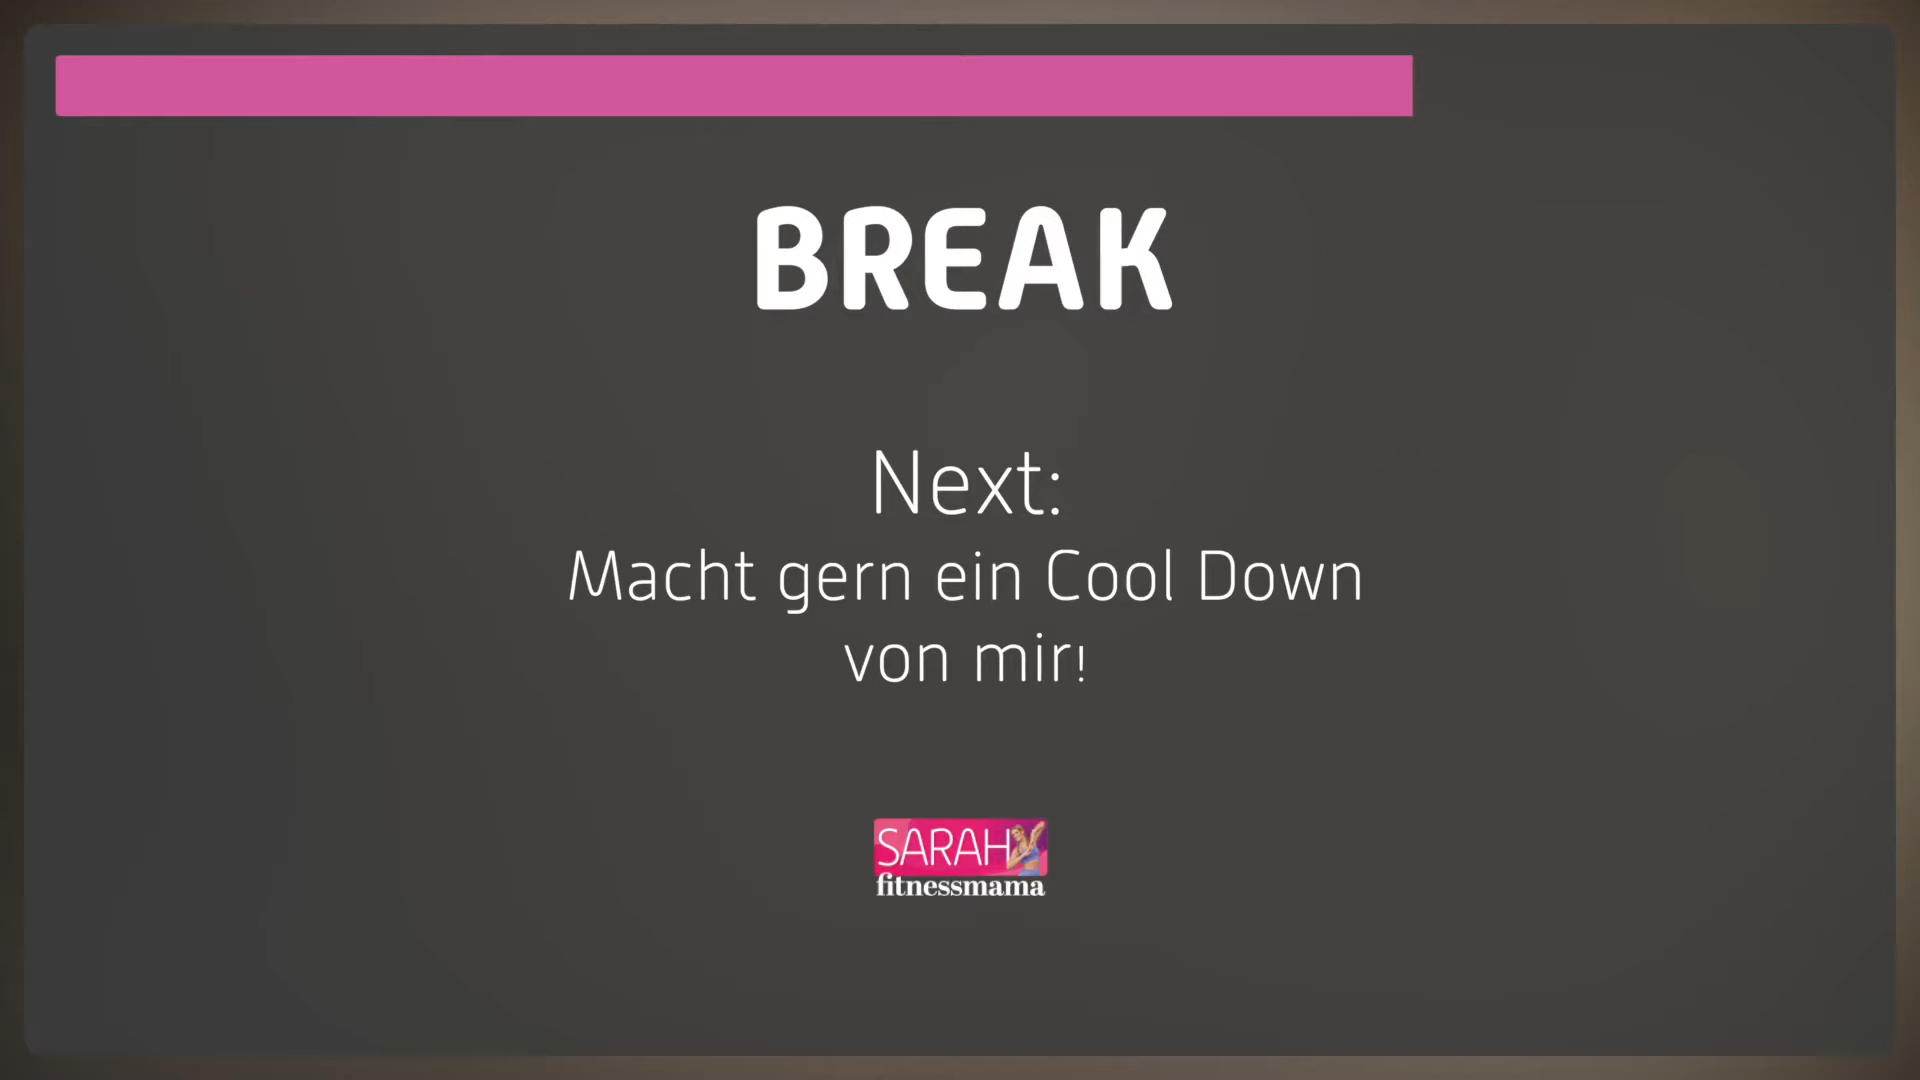 BREAK
Next:
Macht gern ein Cool Down
von mir!
SARAH
fitnessmama